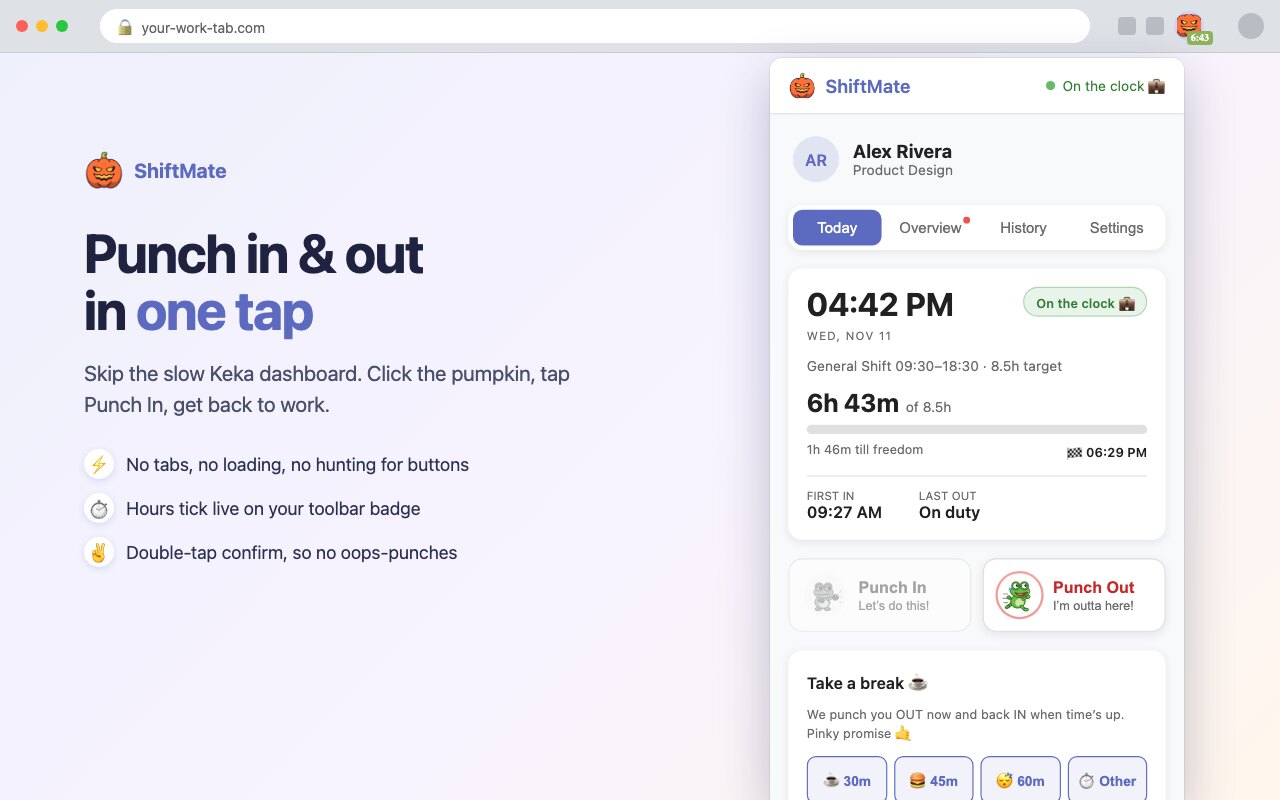 your-work-tab.com
6:43
ShiftMate
Punch in & out
in one tap
Skip the slow Keka dashboard. Click the pumpkin, tap
Punch In, get back to work.
No tabs, no loading, no hunting for buttons
Hours tick live on your toolbar badge
Double-tap confirm, so no oops-punches
ShiftMate
On the clock
AR
Alex Rivera
Product Design
Today
Overview
History
Settings
04:42 PM
On the clock
WED, NOV 11
General Shift 09:30–18:30 · 8.5h target
6h 43m of 8.5h
1h 46m till freedom
06:29 PM
FIRST IN
LAST OUT
09:27 AM
On duty
Punch In
Let's do this!
Punch Out
I'm outta here!
Take a break
We punch you OUT now and back IN when time's up.
Pinky promise
30m
45m
60m
Other